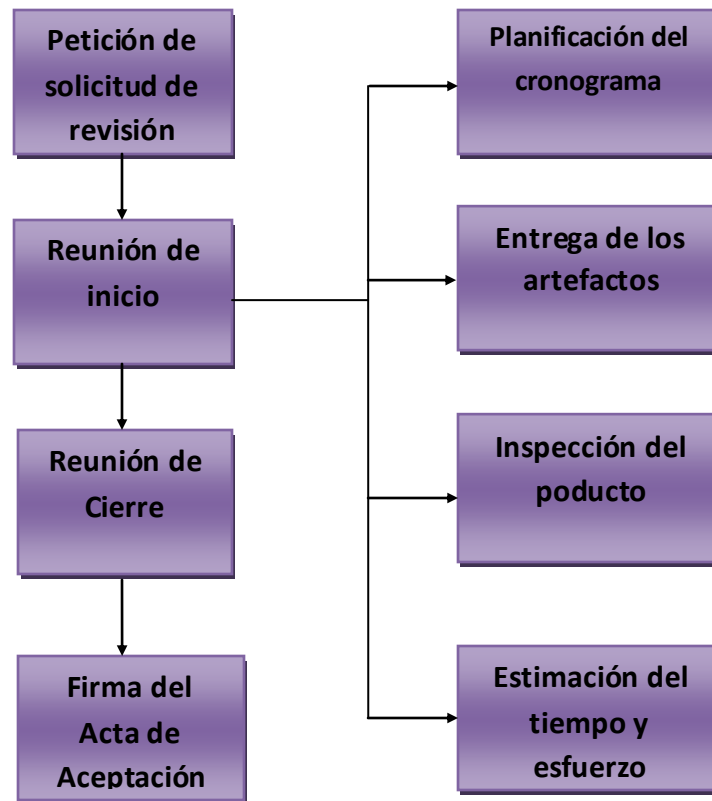 Petición de
solicitud de
revisión
Reunión de
inicio
Reunión de
Cierre
Firma del
Acta de
Aceptación
Planificación del
cronograma
Entrega de los
artefactos
Inspección del
poducto
Estimación del
tiempo y
esfuerzo